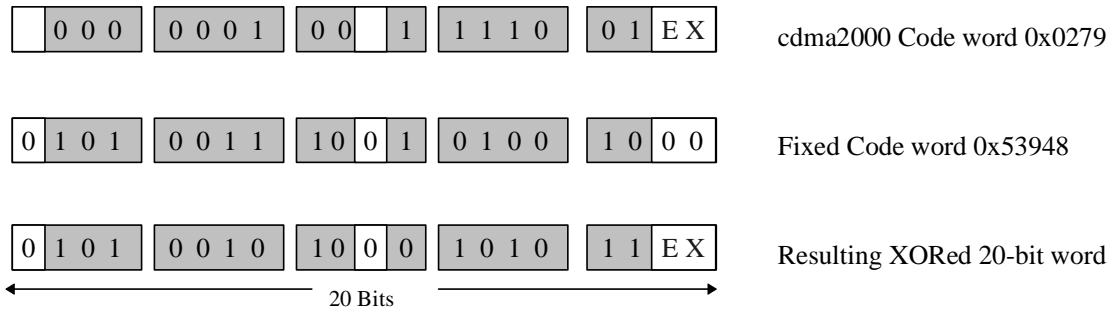 0 0 0 0 0 0 1 0 0 1 1 1 1 0 0 1 E X cdma2000 Code word 0x0279
0 1 0 1 0 0 1 1 1 0 0 1 0 1 0 0 1 0 0 0 Fixed Code word 0x53948
0 1 0 1 0 0 1 0 1 0 0 0 1 0 1 0 1 1 E X Resulting XORed 20-bit word
20 Bits